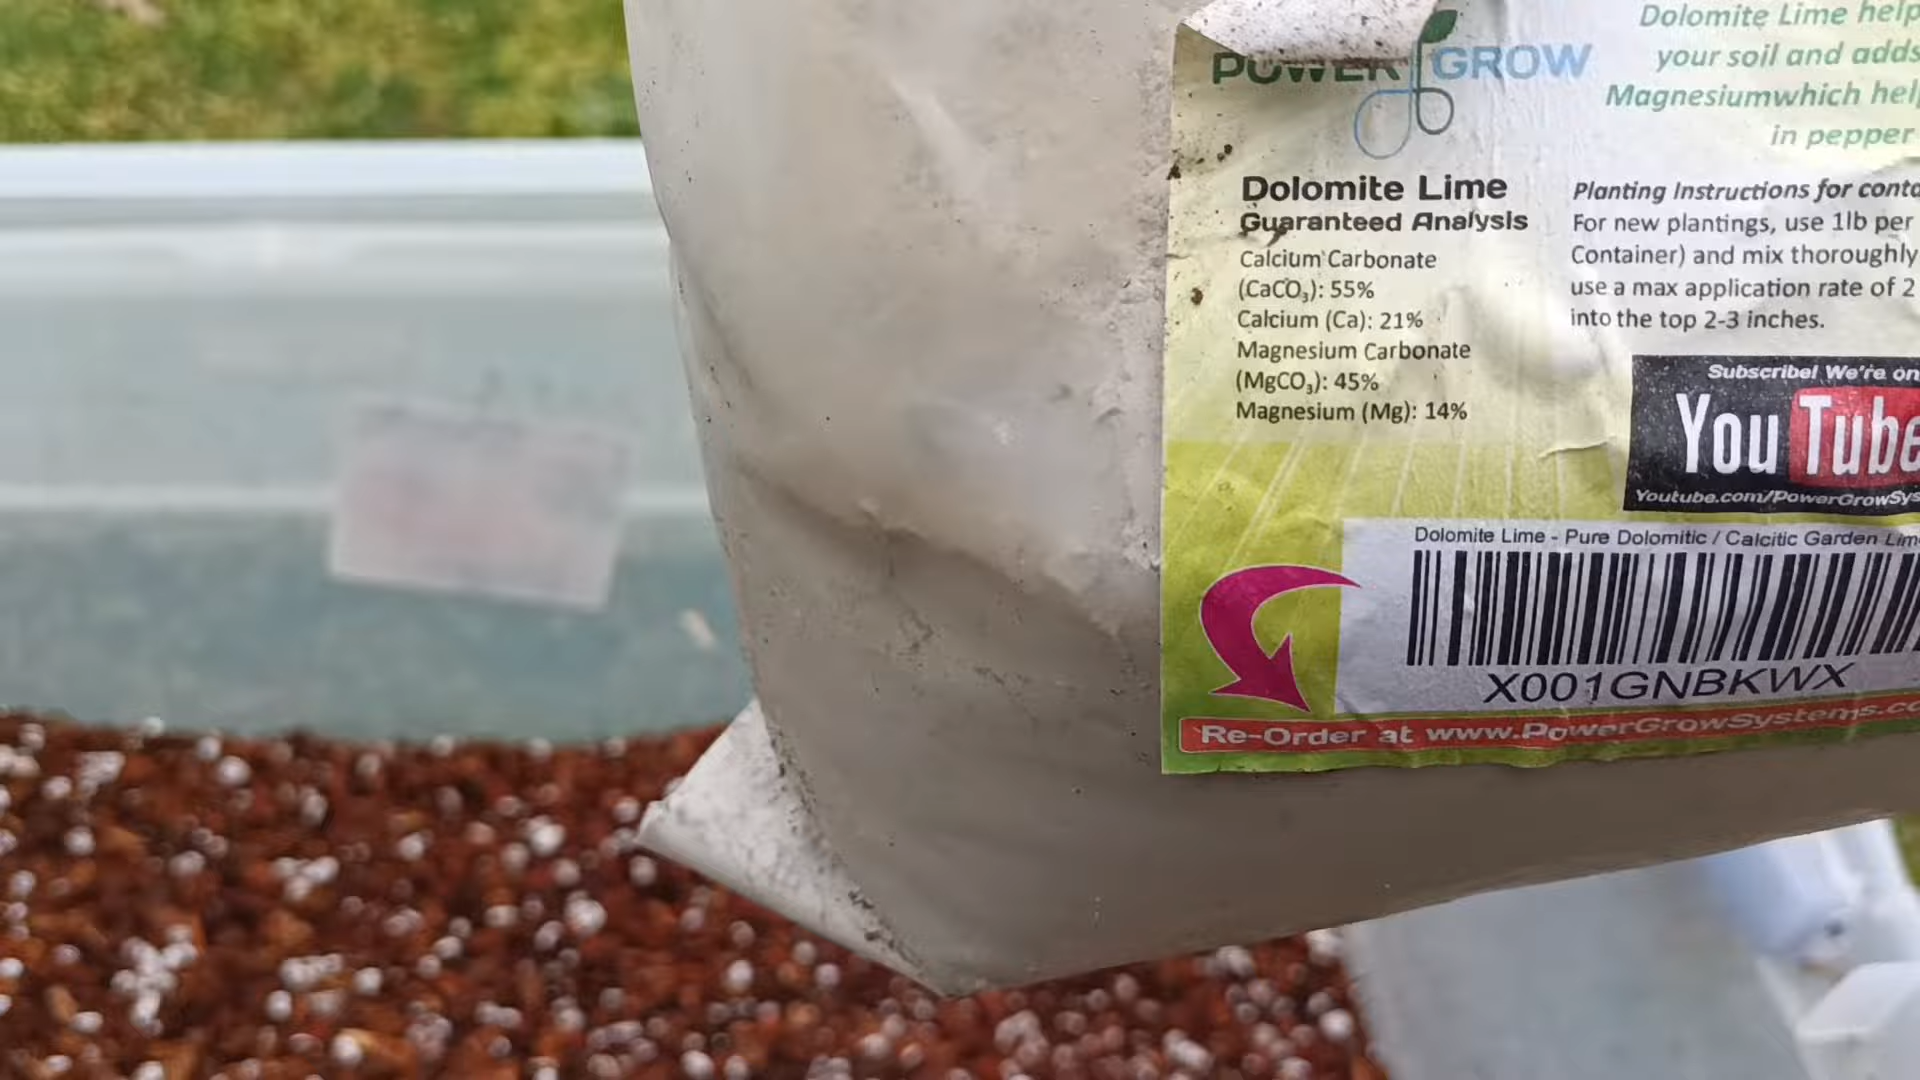 POWER GROW
Dolomite Lime help
your soil and adds
Magnesiumwhich help
in pepper
Dolomite Lime
Guaranteed Analysis
Calcium Carbonate
(CaCO₃): 55%
Calcium (Ca): 21%
Magnesium Carbonate
(MgCO₃): 45%
Magnesium (Mg): 14%
Planting Instructions for conta
For new plantings, use 1lb per
Container) and mix thoroughly
use a max application rate of 2
into the top 2-3 inches.
Subscribe! We're on
YouTube
Youtube.com/PowerGrowSys
Dolomite Lime - Pure Dolomitic / Calcitic Garden Lim
X001GNBKWX
Re-Order at www.PowerGrowSystems.co